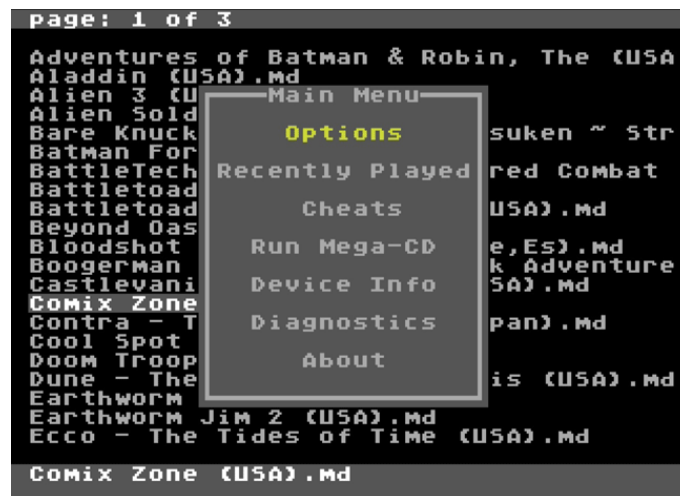 page: 1 of 3
Adventures of Batman & Robin, The (USA
Aladdin (USA).md
Alien 3 (U
Alien Sold
Bare Knuck
suken ~ Str
Batman For
BattleTech
red Combat
Battletoad
Battletoad
USA).md
Beyond Oas
Bloodshot
e,Es).md
Boogerman
k Adventure
Castlevani
SA).md
Comix Zone
Contra - T
pan).md
Cool Spot
Doom Troop
Dune - The
is (USA).md
Earthworm
Earthworm Jim 2 (USA).md
Ecco - The Tides of Time (USA).md
Main Menu
Options
Recently Played
Cheats
Run Mega-CD
Device Info
Diagnostics
About
Comix Zone (USA).md